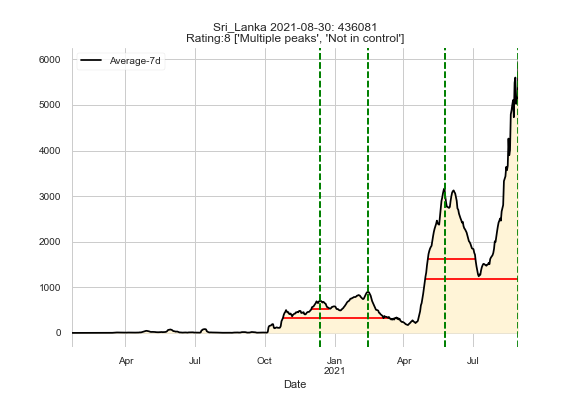 Sri_Lanka 2021-08-30: 436081
Rating:8 ['Multiple peaks', 'Not in control']
Average-7d
6000
5000
4000
3000
2000
1000
0
Apr Jul Oct Jan Apr Jul
2021
Date